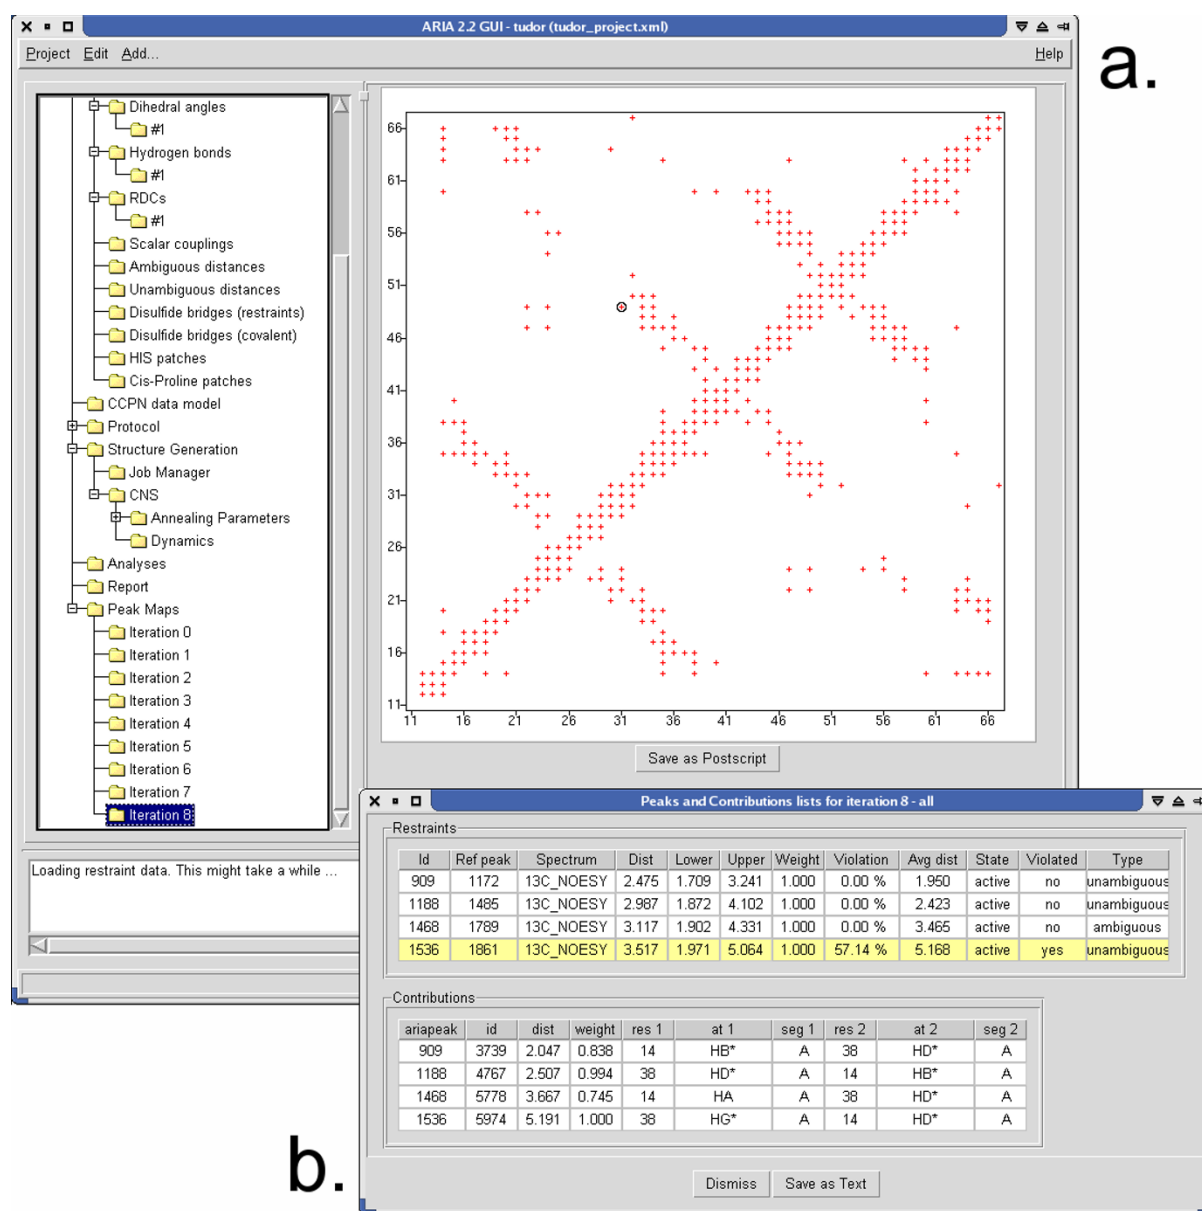 ARIA 2.2 GUI - tudor (tudor_project.xml)
Project Edit Add... Help
a.
Dihedral angles
#1
Hydrogen bonds
#1
RDCs
#1
Scalar couplings
Ambiguous distances
Unambiguous distances
Disulfide bridges (restraints)
Disulfide bridges (covalent)
HIS patches
Cis-Proline patches
CCPN data model
Protocol
Structure Generation
Job Manager
CNS
Annealing Parameters
Dynamics
Analyses
Report
Peak Maps
Iteration 0
Iteration 1
Iteration 2
Iteration 3
Iteration 4
Iteration 5
Iteration 6
Iteration 7
Iteration 8
Loading restraint data. This might take a while ...
66
61
56
51
46
41
36
31
26
21
16
11
11 16 21 26 31 36 41 46 51 56 61 66
Save as Postscript
Peaks and Contributions lists for iteration 8 - all
Restraints
Id Ref peak Spectrum Dist Lower Upper Weight Violation Avg dist State Violated Type
909 1172 13C_NOESY 2.475 1.709 3.241 1.000 0.00 % 1.950 active no unambiguous
1188 1485 13C_NOESY 2.987 1.872 4.102 1.000 0.00 % 2.423 active no unambiguous
1468 1789 13C_NOESY 3.117 1.902 4.331 1.000 0.00 % 3.465 active no ambiguous
1536 1861 13C_NOESY 3.517 1.971 5.064 1.000 57.14 % 5.168 active yes unambiguous
Contributions
ariapeak id dist weight res 1 at 1 seg 1 res 2 at 2 seg 2
909 3739 2.047 0.838 14 HB* A 38 HD* A
1188 4767 2.507 0.994 38 HD* A 14 HB* A
1468 5778 3.667 0.745 14 HA A 38 HD* A
1536 5974 5.191 1.000 38 HG* A 14 HD* A
b.
Dismiss Save as Text